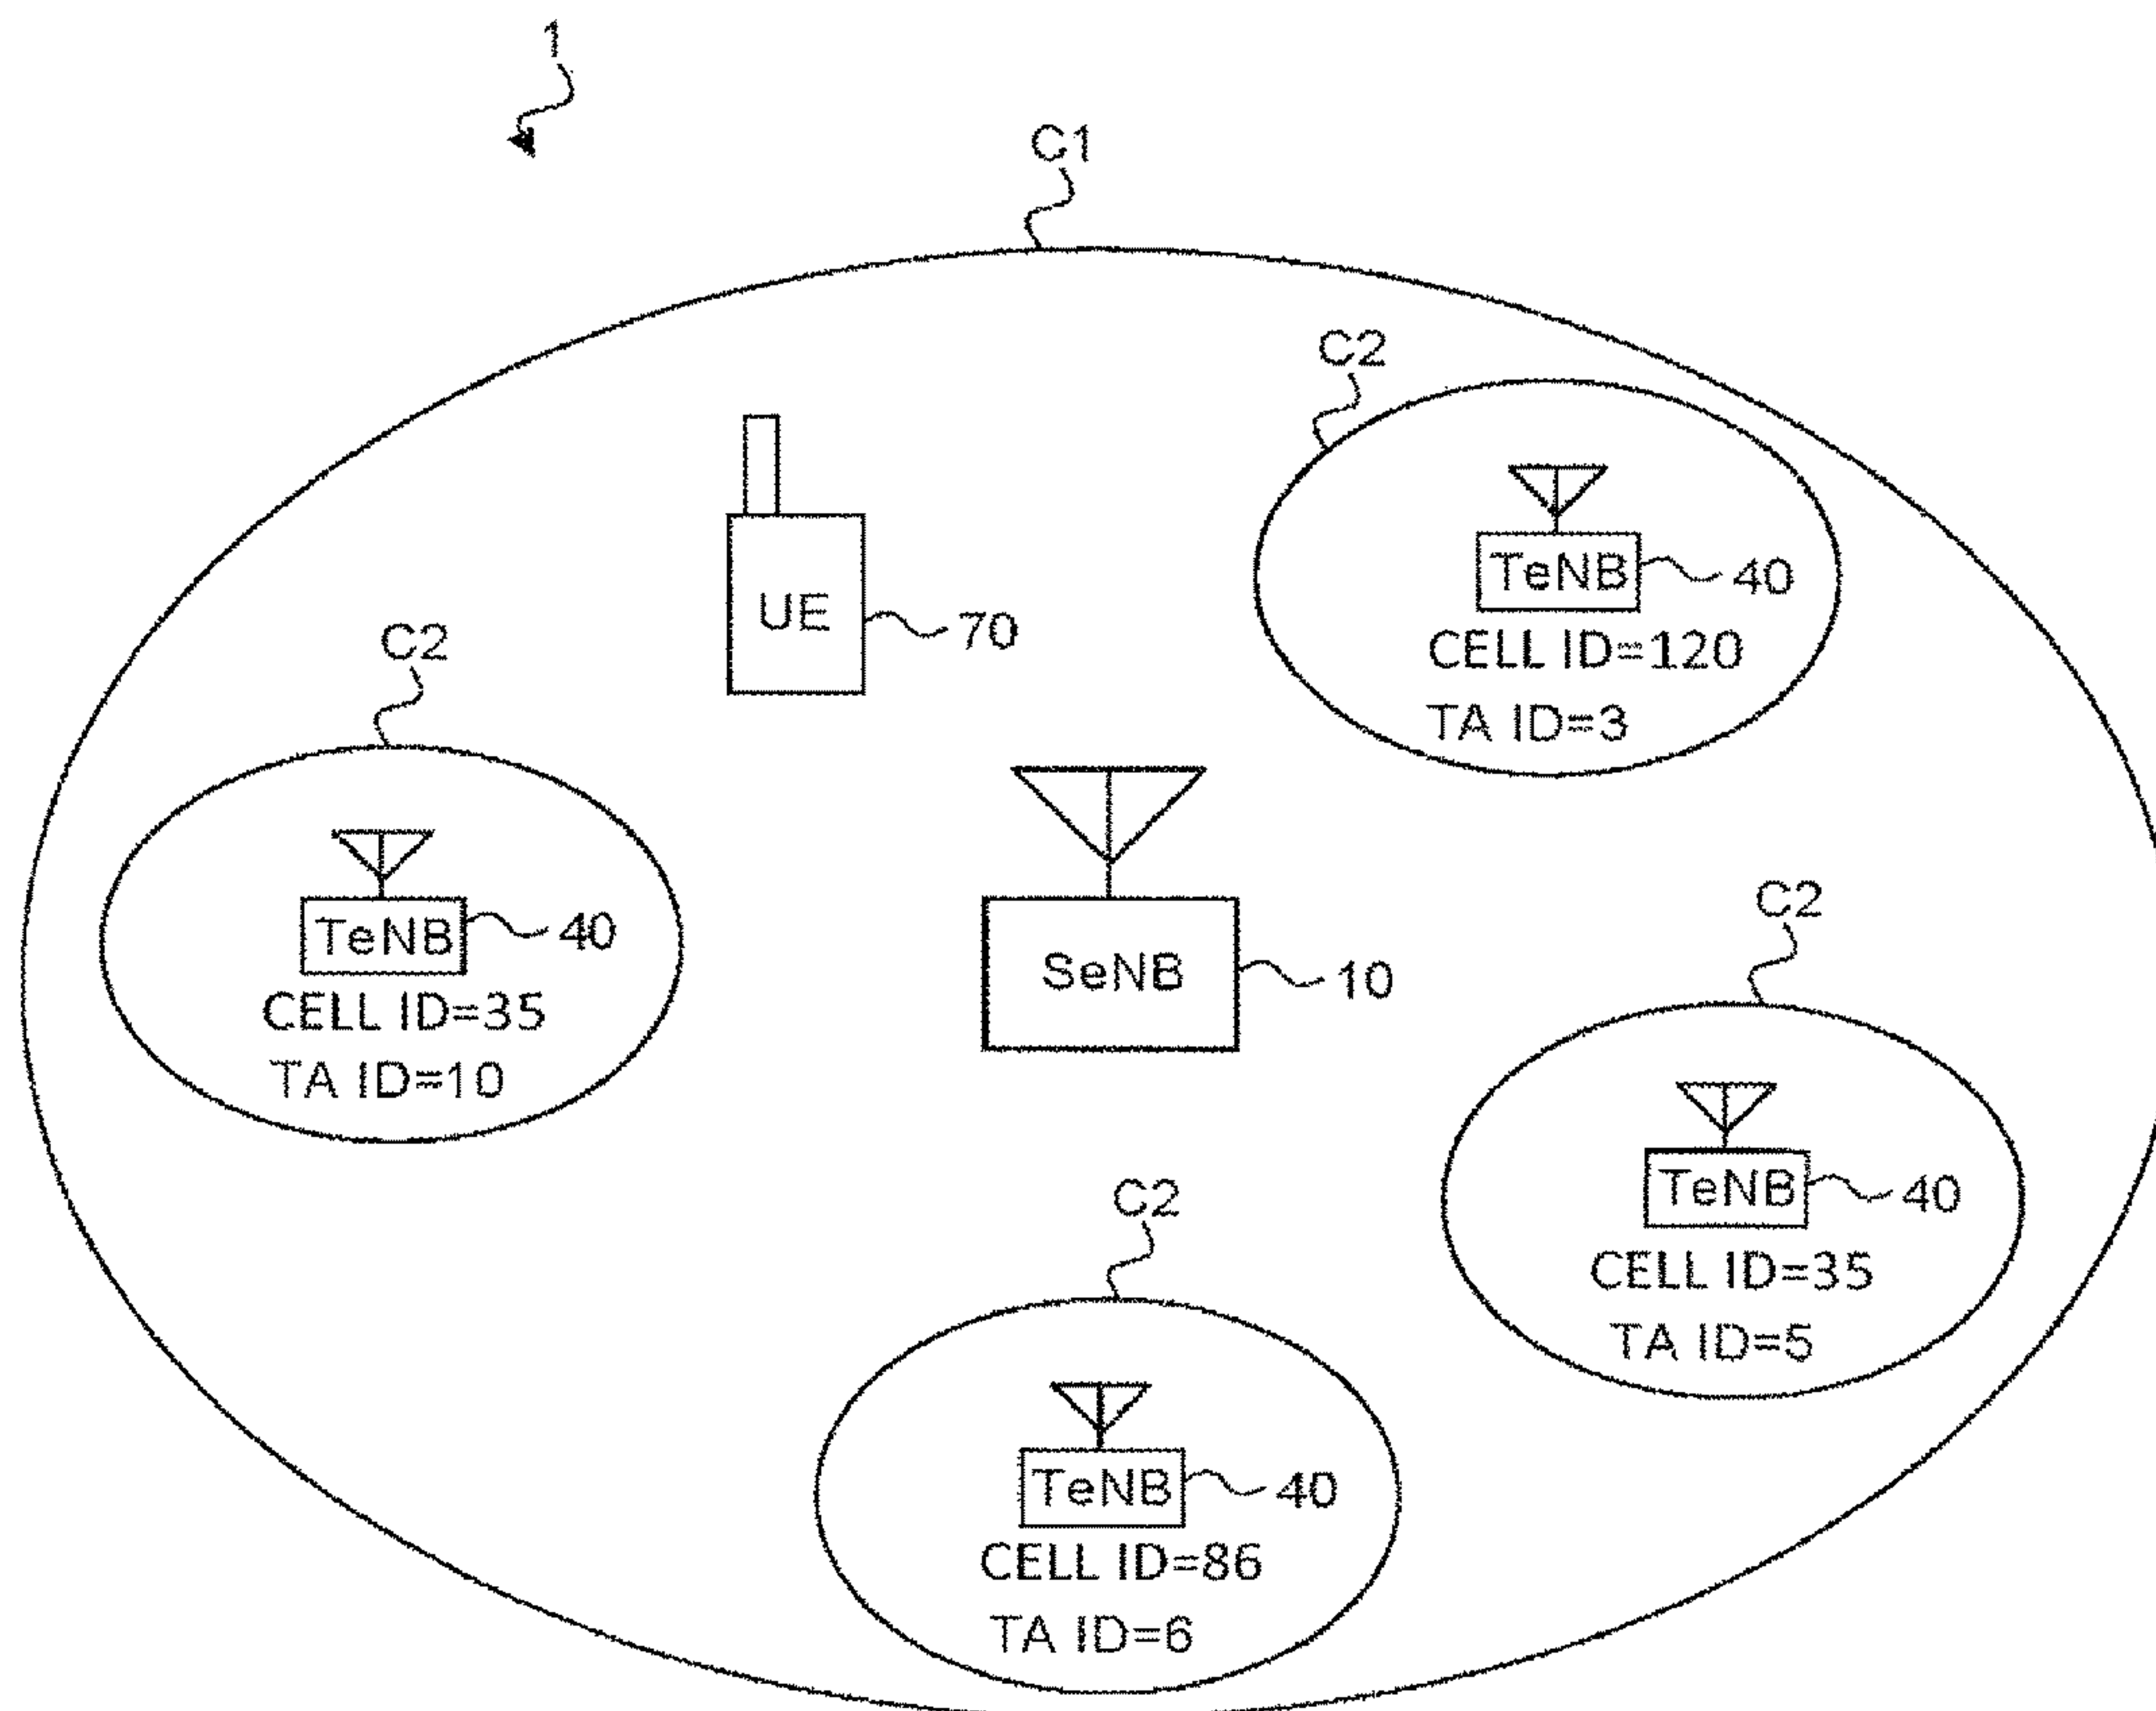 1
C1
C2
TeNB
40
CELL ID=120
TA ID=3
UE
70
C2
TeNB
40
CELL ID=35
TA ID=10
SeNB
10
C2
TeNB
40
CELL ID=35
TA ID=5
C2
TeNB
40
CELL ID=86
TA ID=6